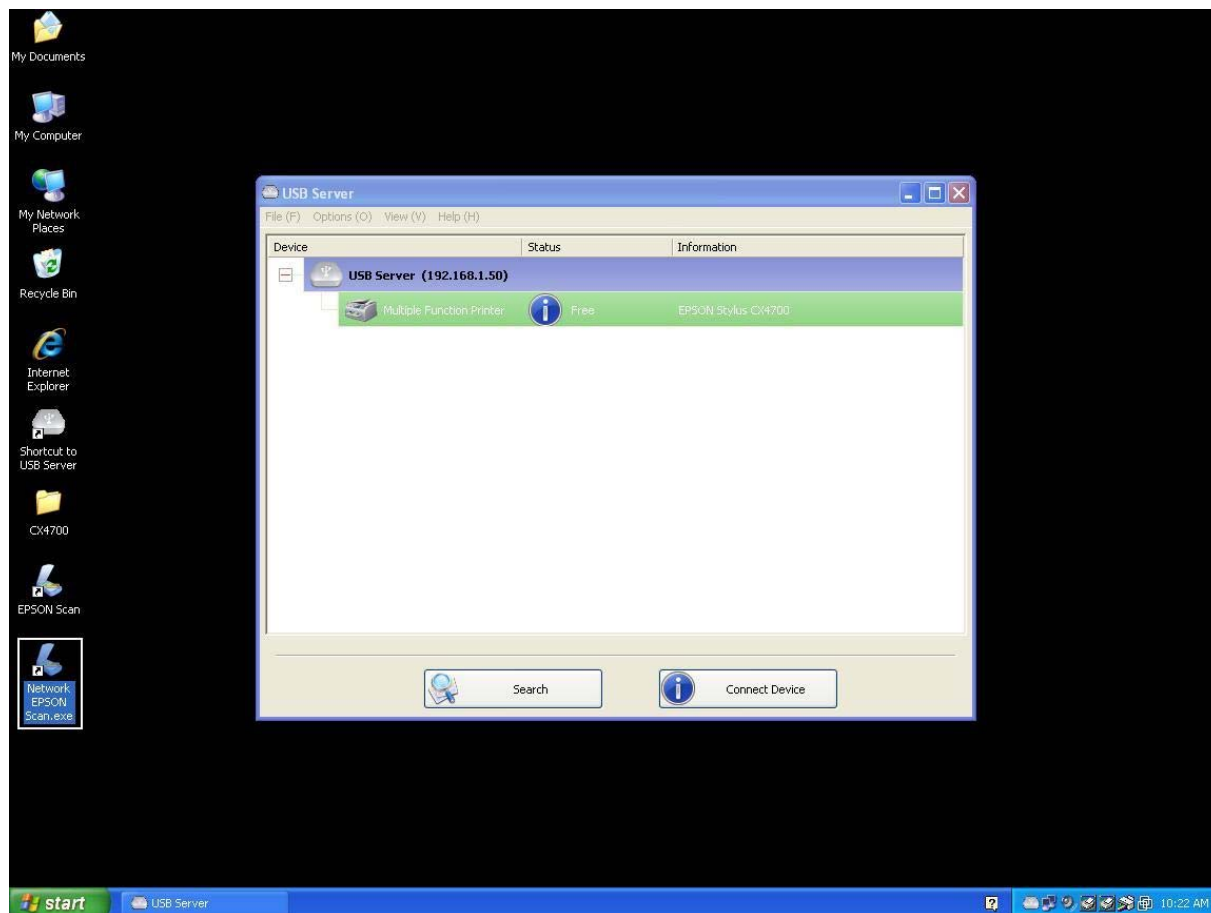 My Documents
My Computer
My Network
Places
Recycle Bin
Internet
Explorer
Shortcut to
USB Server
CX4700
EPSON Scan
Network
EPSON
Scan.exe
USB Server
File (F) Options (O) View (V) Help (H)
Device Status Information
USB Server (192.168.1.50)
Multiple Function Printer Free EPSON Stylus CX4700
Search Connect Device
start USB Server 10:22 AM